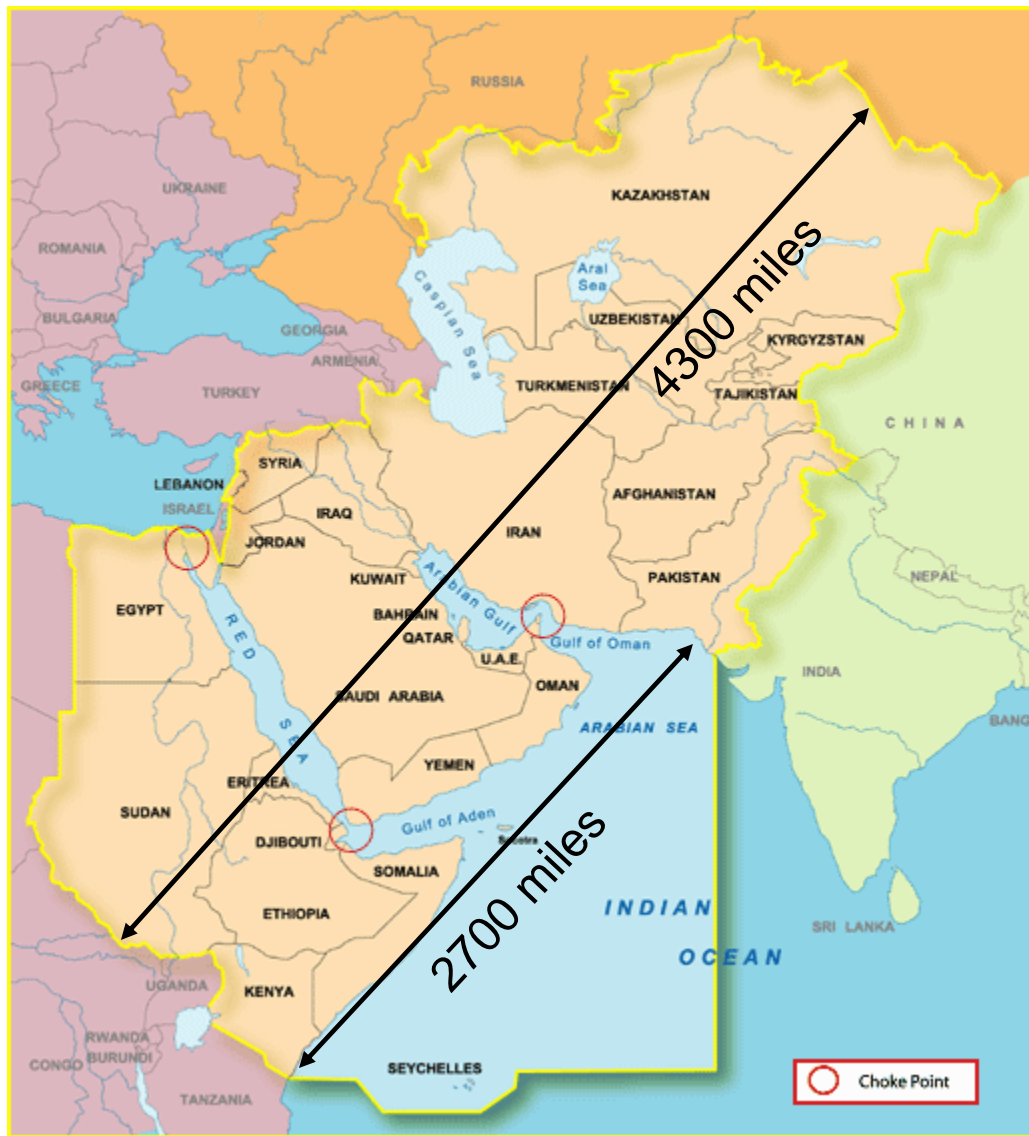 RUSSIA
KAZAKHSTAN
UKRAINE
ROMANIA
Aral
Sea
Caspian Sea
4300 miles
BULGARIA
UZBEKISTAN
GEORGIA
KYRGYZSTAN
ARMENIA
GREECE
TURKEY
TURKMENISTAN
TAJIKISTAN
CHINA
SYRIA
LEBANON
AFGHANISTAN
ISRAEL
IRAQ
IRAN
JORDAN
KUWAIT
Arabian Gulf
PAKISTAN
NEPAL
EGYPT
BAHRAIN
QATAR
Gulf of Oman
U.A.E.
INDIA
RED SEA
SAUDI ARABIA
OMAN
BANG
ARABIAN SEA
YEMEN
ERITREA
SUDAN
Gulf of Aden
DJIBOUTI
Socotra
SOMALIA
2700 miles
ETHIOPIA
INDIAN
OCEAN
SRI LANKA
UGANDA
KENYA
RWANDA
BURUNDI
CONGO
SEYCHELLES
TANZANIA
Choke Point